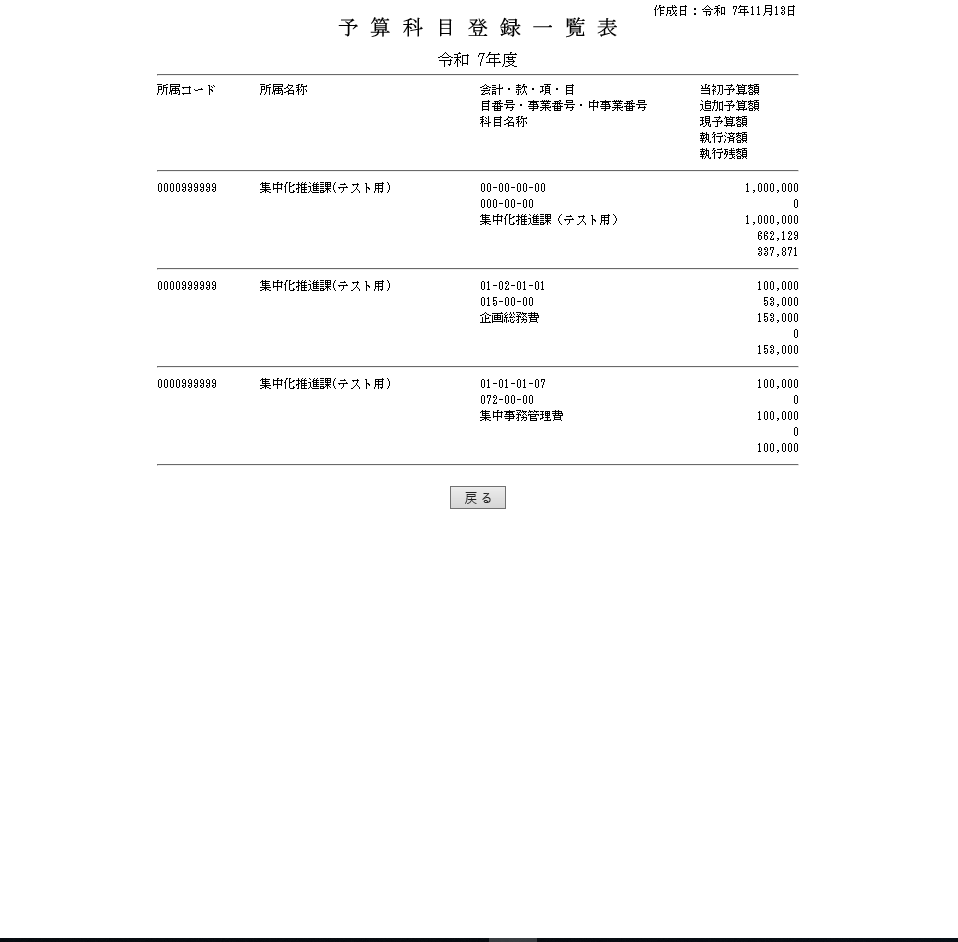 作成日：令和 7年11月13日
予 算 科 目 登 録 一 覧 表
令和 7年度
所属コード 所属名称 会計・款・項・目 当初予算額
目番号・事業番号・中事業番号 追加予算額
科目名称 現予算額
執行済額
執行残額
0000999999 集中化推進課(テスト用) 00-00-00-00 1,000,000
000-00-00 0
集中化推進課（テスト用） 1,000,000
662,129
337,871
0000999999 集中化推進課(テスト用) 01-02-01-01 100,000
015-00-00 53,000
企画総務費 153,000
0
153,000
0000999999 集中化推進課(テスト用) 01-01-01-07 100,000
072-00-00 0
集中事務管理費 100,000
0
100,000
戻 る